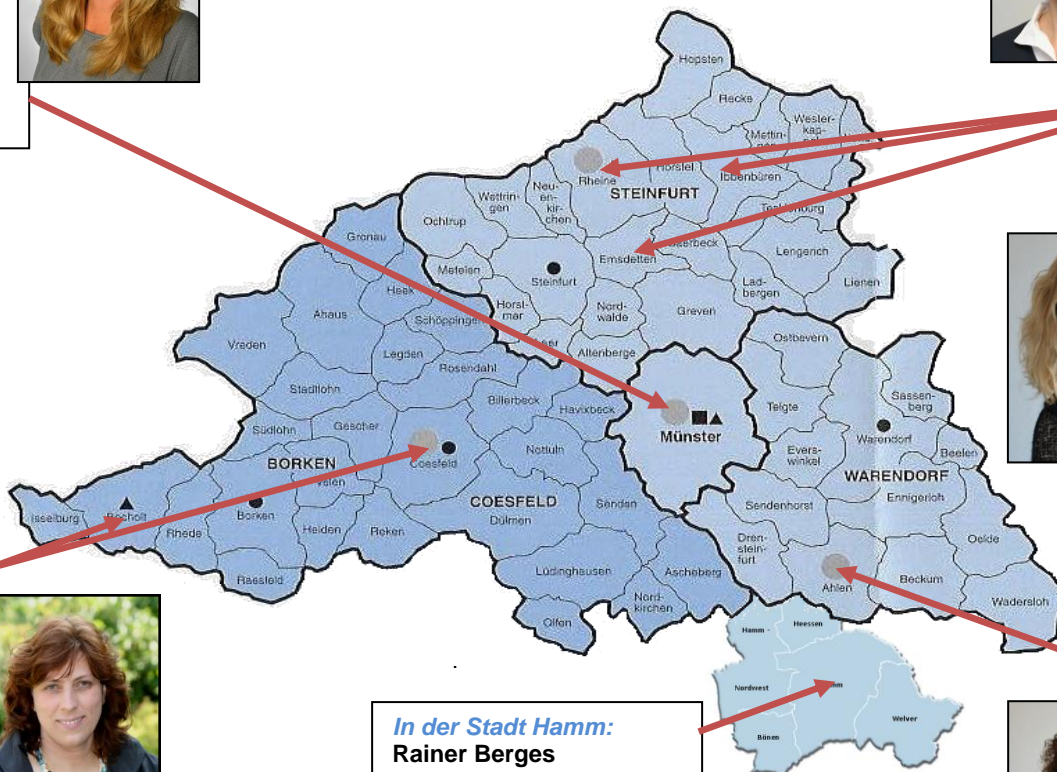 Hopsten
Recke
Mettin-
gen
Wester-
kap-
Hörstel
Ibbenbüren
Rheine
STEINFURT
Neu-
en-
kir-
chen
Wettrin-
gen
Ochtrup
Tecklenburg
Gronau
Metelen
Steinfurt
Emsdetten
Lengerich
Lad-
bergen
Lienen
Heek
Horst-
mar
Nord-
walde
Greven
Ahaus
Schöppingen
Altenberge
Ostbevern
Vreden
Legden
Rosendahl
Stadtlohn
Billerbeck
Havixbeck
Telgte
Sassen-
berg
Südlohn
Gescher
Münster
Warendorf
Beelen
Nottuln
Evers-
winkel
BORKEN
Coesfeld
WARENDORF
Velen
COESFELD
Senden
Ennigerloh
Isselburg
Bocholt
Borken
Dülmen
Sendenhorst
Rhede
Heiden
Reken
Oelde
Dren-
stein-
furt
Raesfeld
Lüdinghausen
Ascheberg
Ahlen
Beckum
Nord-
kirchen
Wadersloh
Olfen
Hamm -
Heessen
Nordwest
Welver
Bönen
In der Stadt Hamm:
Rainer Berges